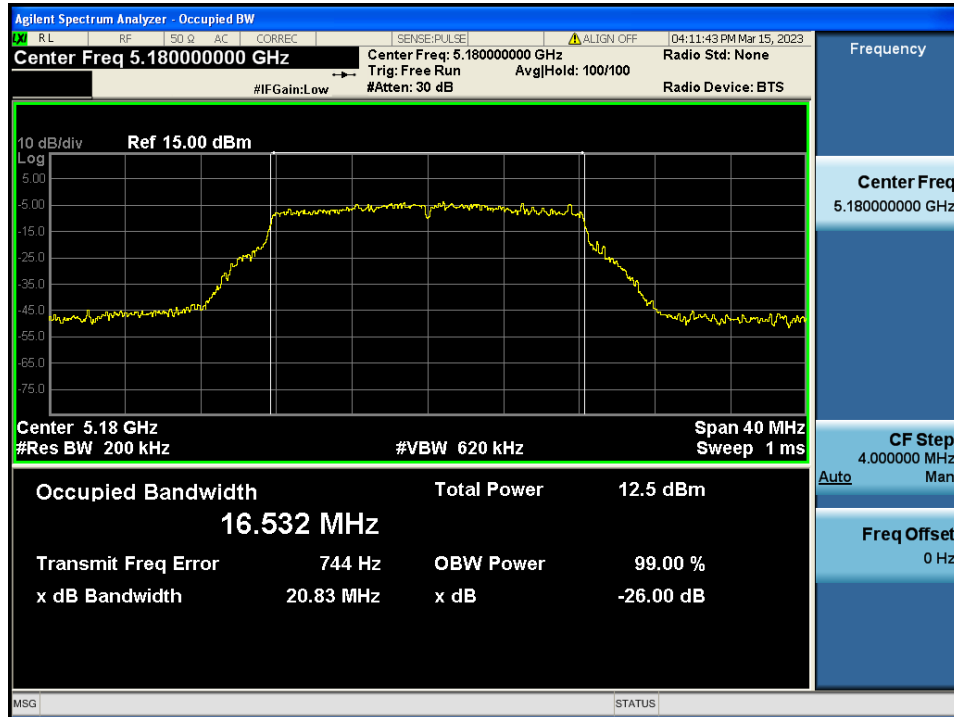 Agilent Spectrum Analyzer - Occupied BW
LXI RL RF 50 Ω AC CORREC SENSE:PULSE ALIGN OFF 04:11:43 PM Mar 15, 2023
Center Freq 5.180000000 GHz
Center Freq: 5.180000000 GHz Radio Std: None
Trig: Free Run Avg|Hold: 100/100
#IFGain:Low #Atten: 30 dB Radio Device: BTS
10 dB/div Ref 15.00 dBm
Log
5.00
-5.00
-15.0
-25.0
-35.0
-45.0
-55.0
-65.0
-75.0
Center 5.18 GHz Span 40 MHz
#Res BW 200 kHz #VBW 620 kHz Sweep 1 ms
Occupied Bandwidth Total Power 12.5 dBm
16.532 MHz
Transmit Freq Error 744 Hz OBW Power 99.00 %
x dB Bandwidth 20.83 MHz x dB -26.00 dB
MSG STATUS
Frequency
Center Freq
5.180000000 GHz
CF Step
4.000000 MHz
Auto Man
Freq Offset
0 Hz